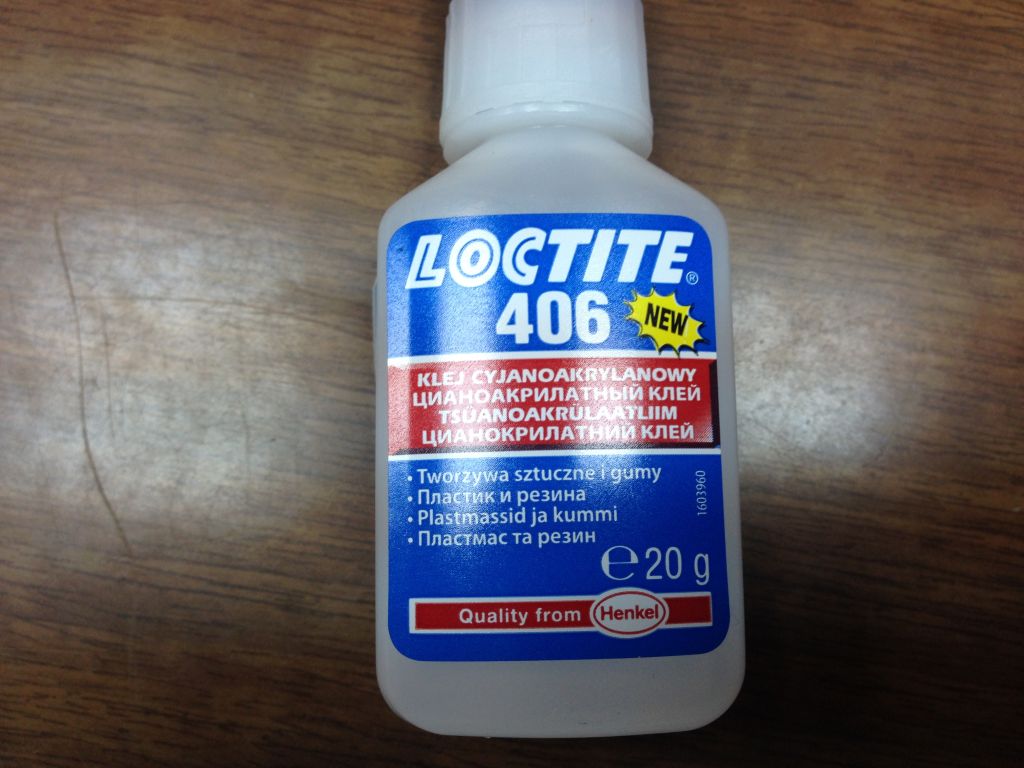 LOCTITE®
406
NEW
KLEJ CYJANOAKRYLANOWY
ЦИАНОАКРИЛАТНЫЙ КЛЕЙ
TSÜANOAKRÜLAATLIIM
ЦИАНОКРИЛАТНИЙ КЛЕЙ
• Tworzywa sztuczne i gumy
• Пластик и резина
• Plastmassid ja kummi
• Пластмас та резин
1603960
℮ 20 g
Quality from Henkel